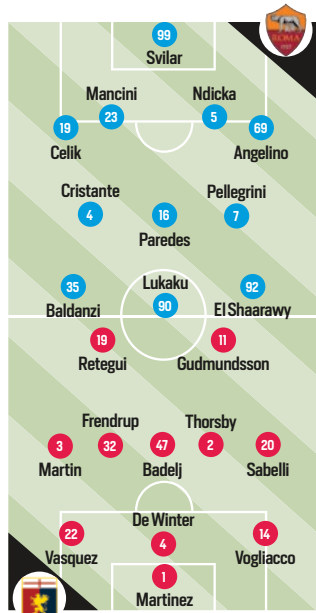 ROMA
1927
99
Svilar
Mancini Ndicka
19 23 5 69
Celik Angelino
Cristante Pellegrini
4 16 7
Paredes
35 Lukaku 92
Baldanzi 90 El Shaarawy
19 11
Retegui Gudmundsson
Frendrup Thorsby
3 32 47 2 20
Martin Badelj Sabelli
De Winter
22 4 14
Vasquez Vogliacco
1
Martinez